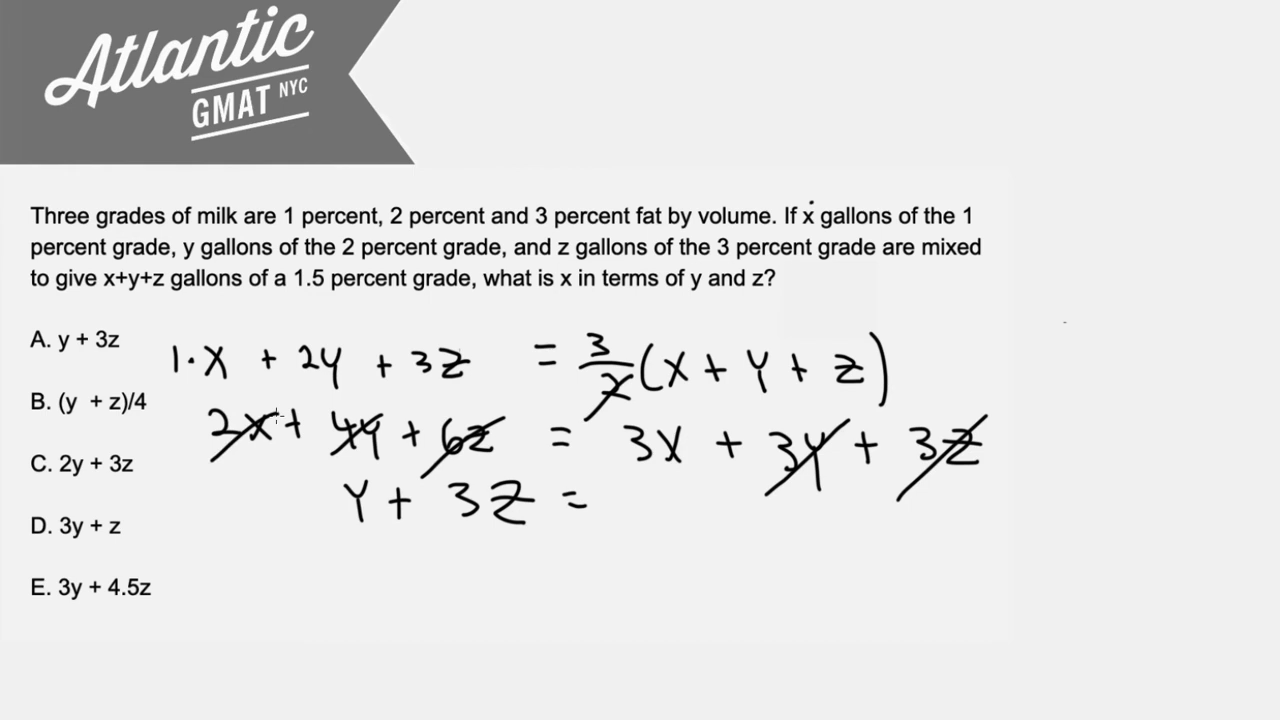 Atlantic
GMAT NYC
Three grades of milk are 1 percent, 2 percent and 3 percent fat by volume. If x gallons of the 1
percent grade, y gallons of the 2 percent grade, and z gallons of the 3 percent grade are mixed
to give x+y+z gallons of a 1.5 percent grade, what is x in terms of y and z?
A. y + 3z
B. (y + z)/4
C. 2y + 3z
D. 3y + z
E. 3y + 4.5z
1·X + 2y + 3z = 3/2(X + Y + z)
2x + 4y + 6z = 3X + 3y + 3z
Y + 3z =